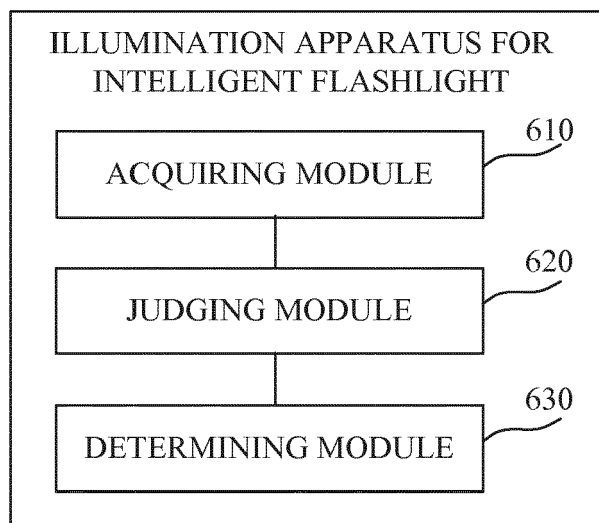 ILLUMINATION APPARATUS FOR
INTELLIGENT FLASHLIGHT
610
ACQUIRING MODULE
620
JUDGING MODULE
630
DETERMINING MODULE